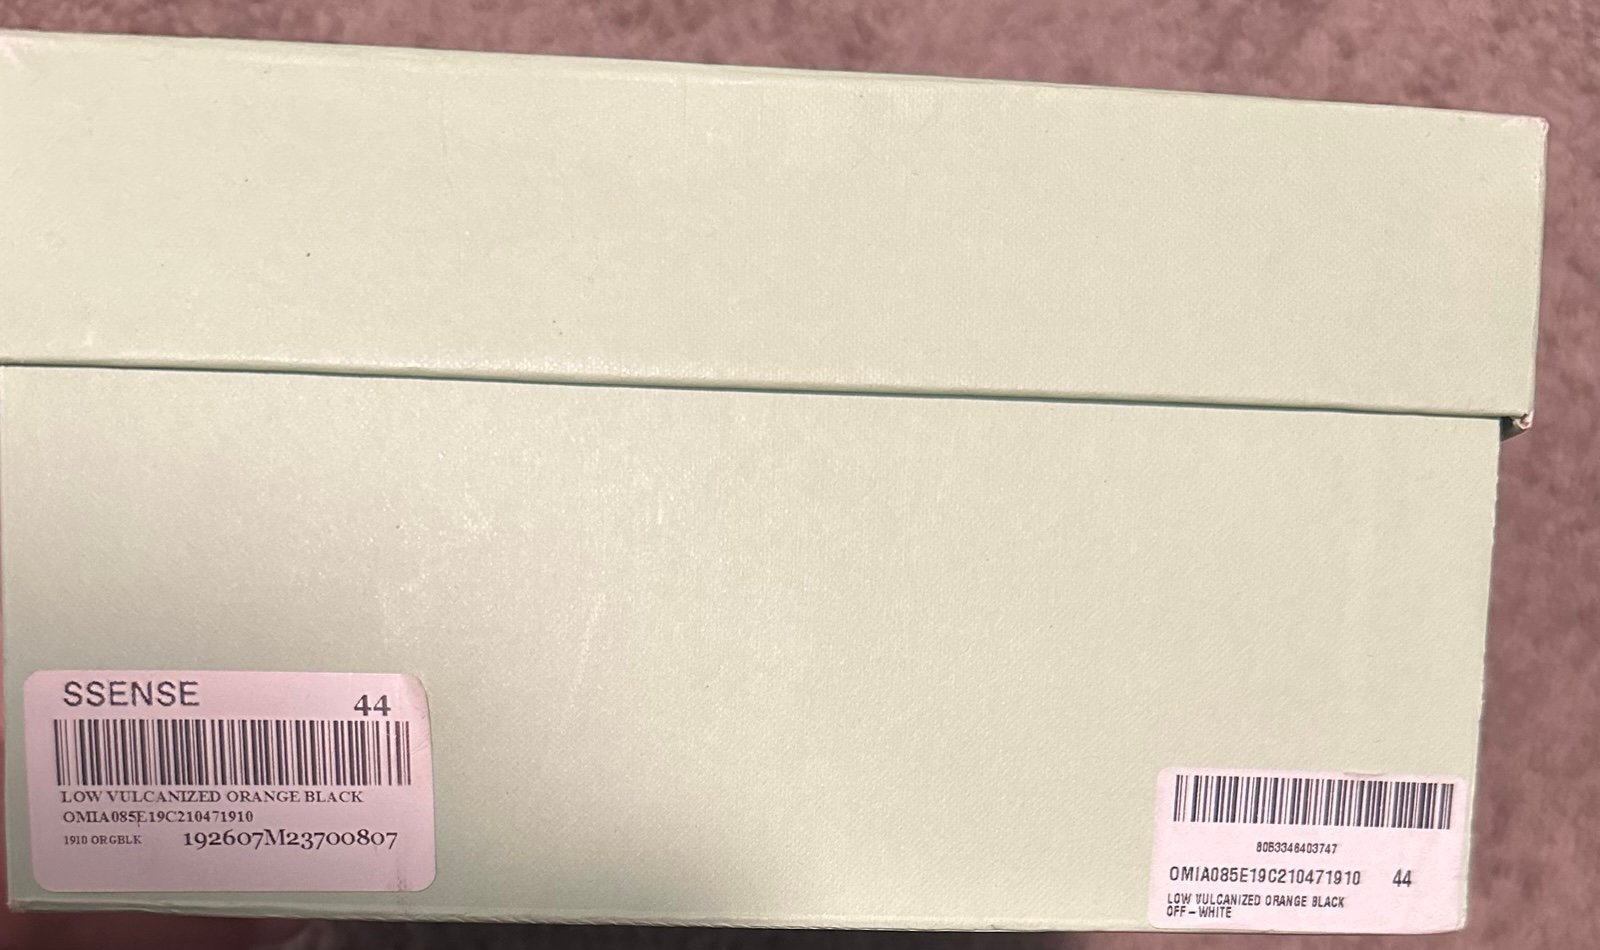 SSENSE 44
LOW VULCANIZED ORANGE BLACK
OMIA085E19C210471910
1910 ORGBLK 192607M23700807
8053346403747
OMIA085E19C210471910 44
LOW VULCANIZED ORANGE BLACK
OFF-WHITE